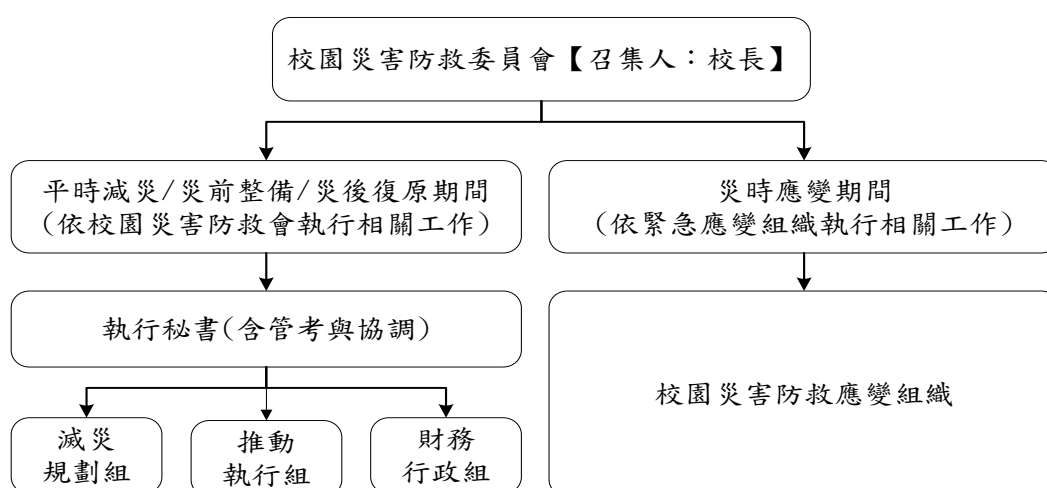 校園災害防救委員會【召集人：校長】
平時減災/災前整備/災後復原期間
(依校園災害防救會執行相關工作)
災時應變期間
(依緊急應變組織執行相關工作)
執行秘書(含管考與協調)
校園災害防救應變組織
減災
規劃組
推動
執行組
財務
行政組